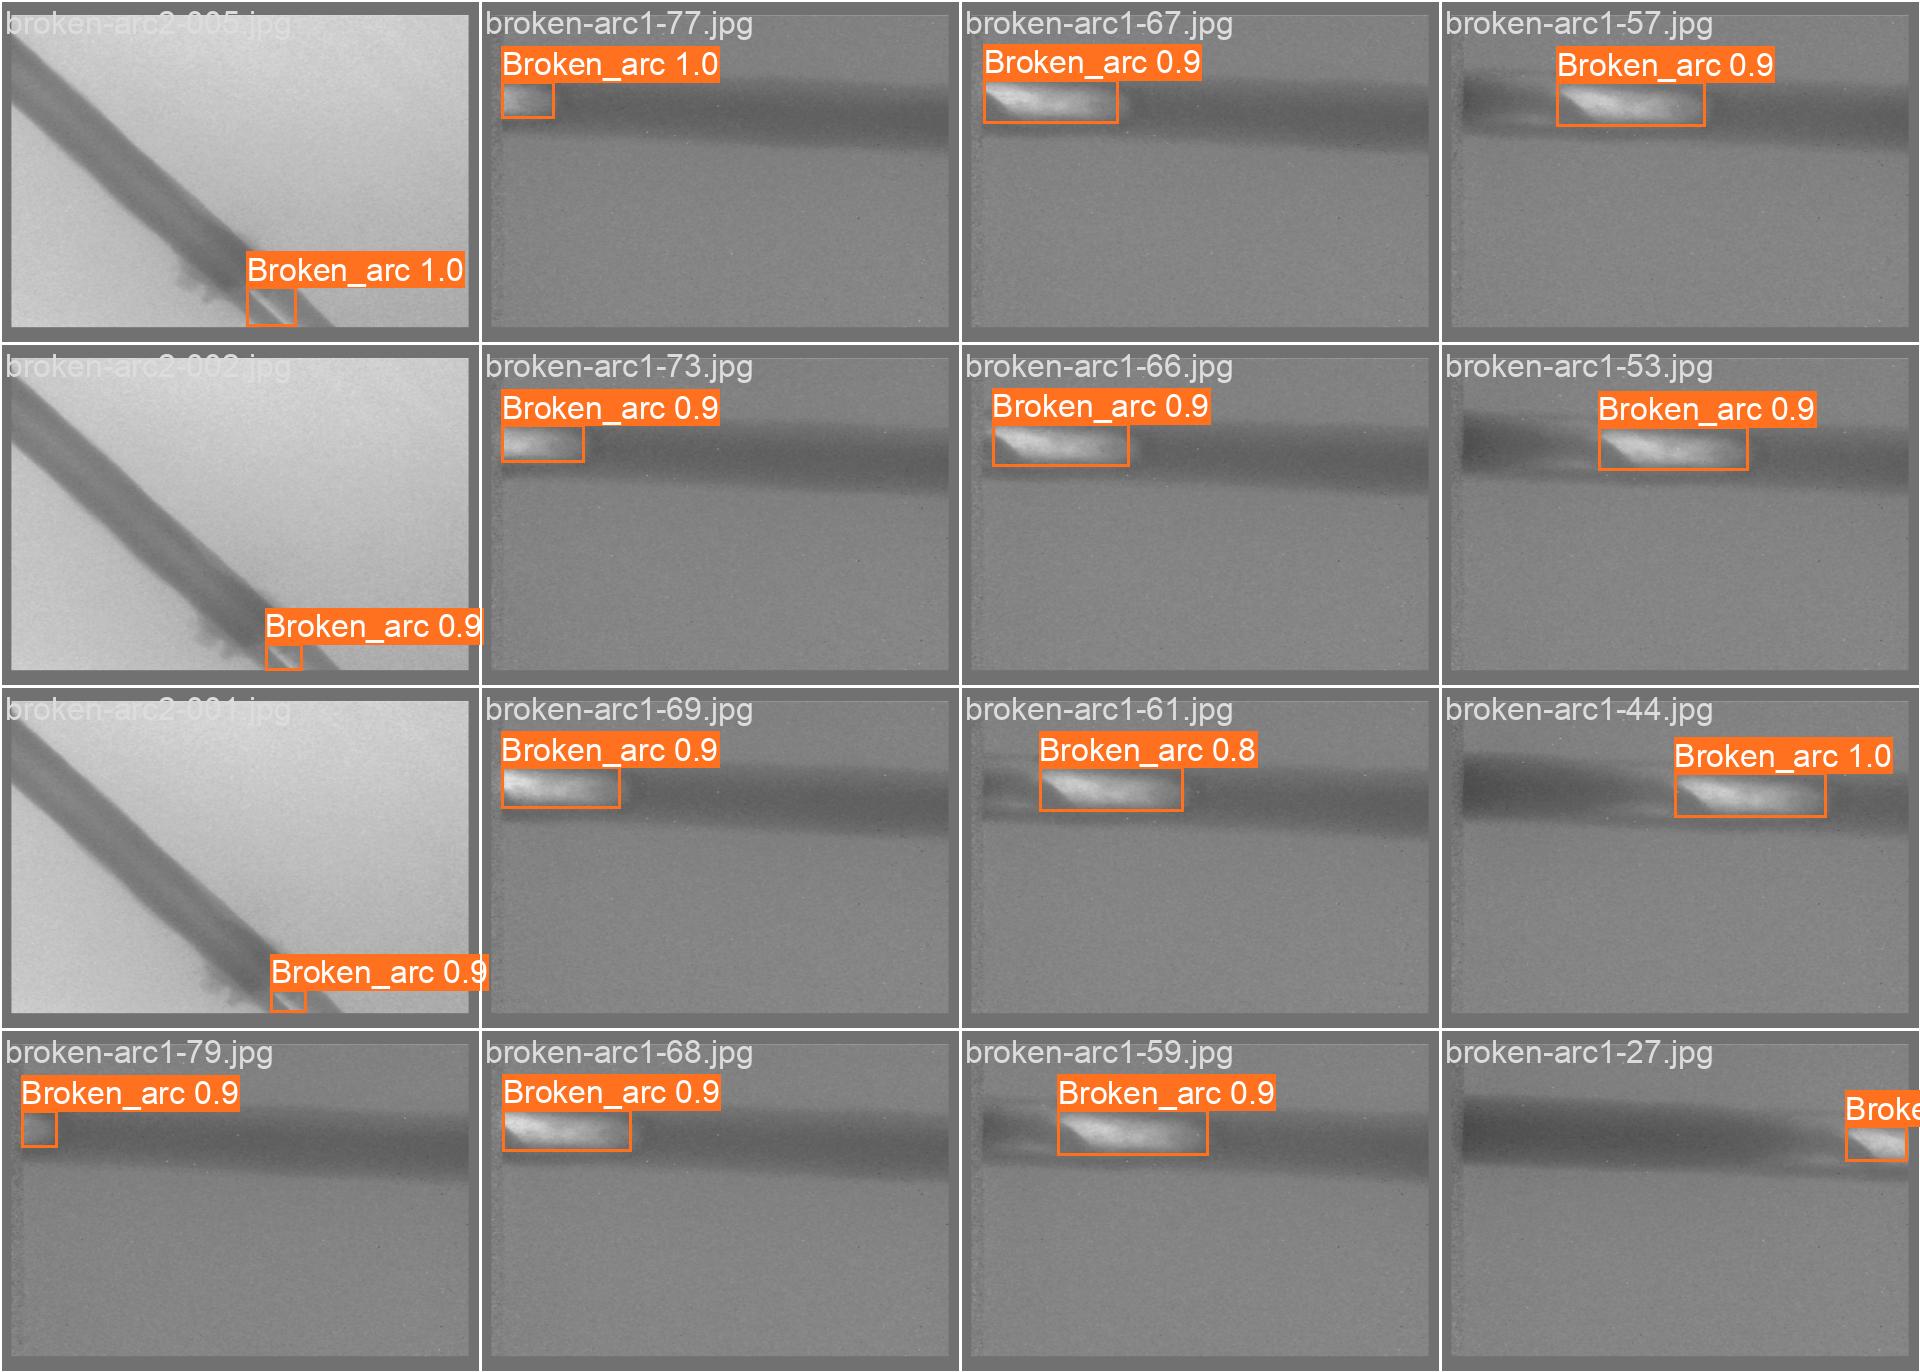 broken-arc2-005.jpg
Broken_arc 1.0
broken-arc1-77.jpg
Broken_arc 1.0
broken-arc1-67.jpg
Broken_arc 0.9
broken-arc1-57.jpg
Broken_arc 0.9
broken-arc2-002.jpg
Broken_arc 0.9
broken-arc1-73.jpg
Broken_arc 0.9
broken-arc1-66.jpg
Broken_arc 0.9
broken-arc1-53.jpg
Broken_arc 0.9
broken-arc2-001.jpg
Broken_arc 0.9
broken-arc1-69.jpg
Broken_arc 0.9
broken-arc1-61.jpg
Broken_arc 0.8
broken-arc1-44.jpg
Broken_arc 1.0
broken-arc1-79.jpg
Broken_arc 0.9
broken-arc1-68.jpg
Broken_arc 0.9
broken-arc1-59.jpg
Broken_arc 0.9
broken-arc1-27.jpg
Broke